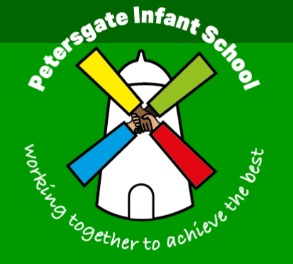 Petersgate Infant School
working together to achieve the best